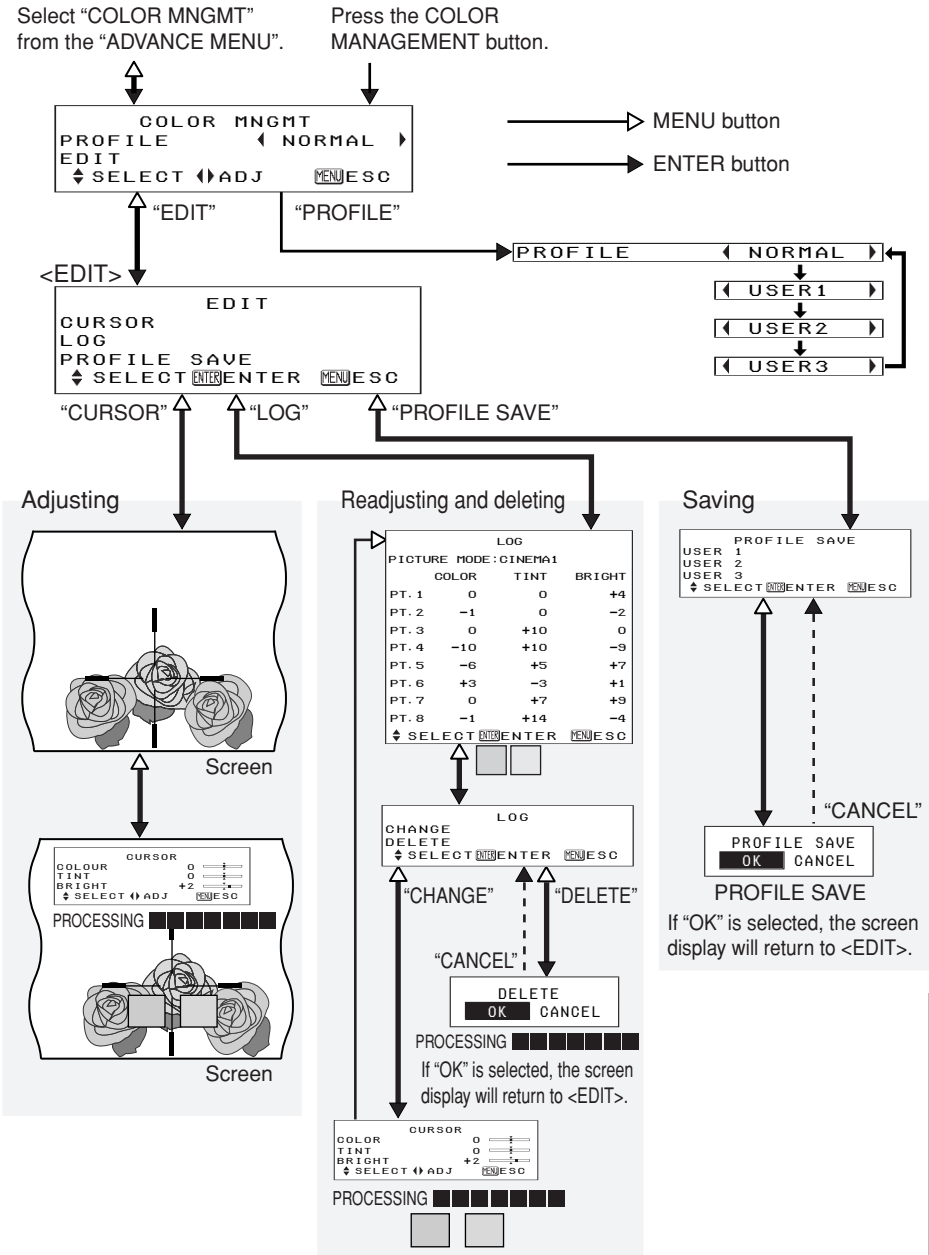 Select “COLOR MNGMT”
from the “ADVANCE MENU”.
Press the COLOR
MANAGEMENT button.
COLOR MNGMT
PROFILE NORMAL
EDIT
SELECT ADJ MENU ESC
MENU button
ENTER button
“EDIT”
“PROFILE”
PROFILE NORMAL
USER1
USER2
USER3
<EDIT>
EDIT
CURSOR
LOG
PROFILE SAVE
SELECT ENTER ENTER MENU ESC
“CURSOR”
“LOG”
“PROFILE SAVE”
Adjusting
Screen
CURSOR
COLOUR 0
TINT 0
BRIGHT +2
SELECT ADJ MENU ESC
PROCESSING
Screen
Readjusting and deleting
LOG
PICTURE MODE:CINEMA1
COLOR TINT BRIGHT
PT.1 0 0 +4
PT.2 -1 0 -2
PT.3 0 +10 0
PT.4 -10 +10 -9
PT.5 -6 +5 +7
PT.6 +3 -3 +1
PT.7 0 +7 +9
PT.8 -1 +14 -4
SELECT ENTER ENTER MENU ESC
LOG
CHANGE
DELETE
SELECT ENTER ENTER MENU ESC
“CHANGE”
“DELETE”
“CANCEL”
DELETE
OK CANCEL
PROCESSING
If “OK” is selected, the screen
display will return to <EDIT>.
CURSOR
COLOR 0
TINT 0
BRIGHT +2
SELECT ADJ MENU ESC
PROCESSING
Saving
PROFILE SAVE
USER 1
USER 2
USER 3
SELECT ENTER ENTER MENU ESC
“CANCEL”
PROFILE SAVE
OK CANCEL
PROFILE SAVE
If “OK” is selected, the screen
display will return to <EDIT>.